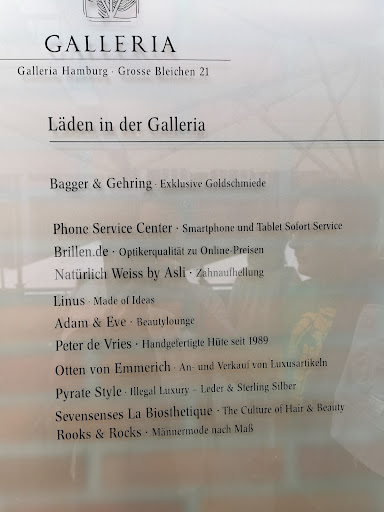 GALLERIA
Galleria Hamburg · Grosse Bleichen 21
Läden in der Galleria
Bagger & Gehring · Exklusive Goldschmiede
Phone Service Center · Smartphone und Tablet Sofort Service
Brillen.de · Optikerqualität zu Online-Preisen
Natürlich Weiss by Asli · Zahnaufhellung
Linus · Made of Ideas
Adam & Eve · Beautylounge
Peter de Vries · Handgefertigte Hüte seit 1989
Otten von Emmerich · An- und Verkauf von Luxusartikeln
Pyrate Style · Illegal Luxury – Leder & Sterling Silber
Sevensenses La Biosthetique · The Culture of Hair & Beauty
Rooks & Rocks · Männermode nach Maß